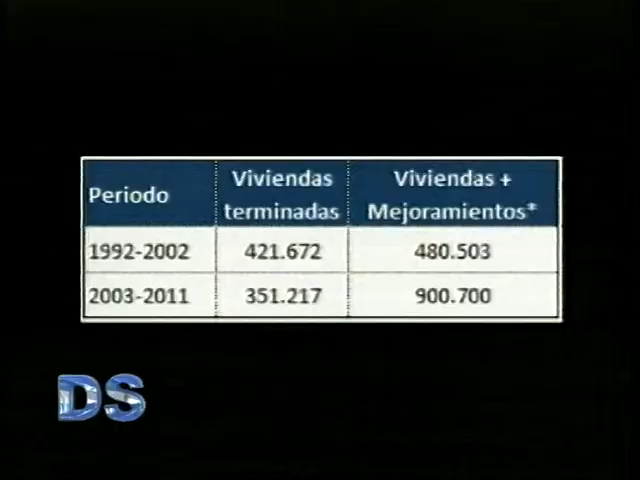 Periodo Viviendas terminadas Viviendas + Mejoramientos*
1992-2002 421.672 480.503
2003-2011 351.217 900.700
DS